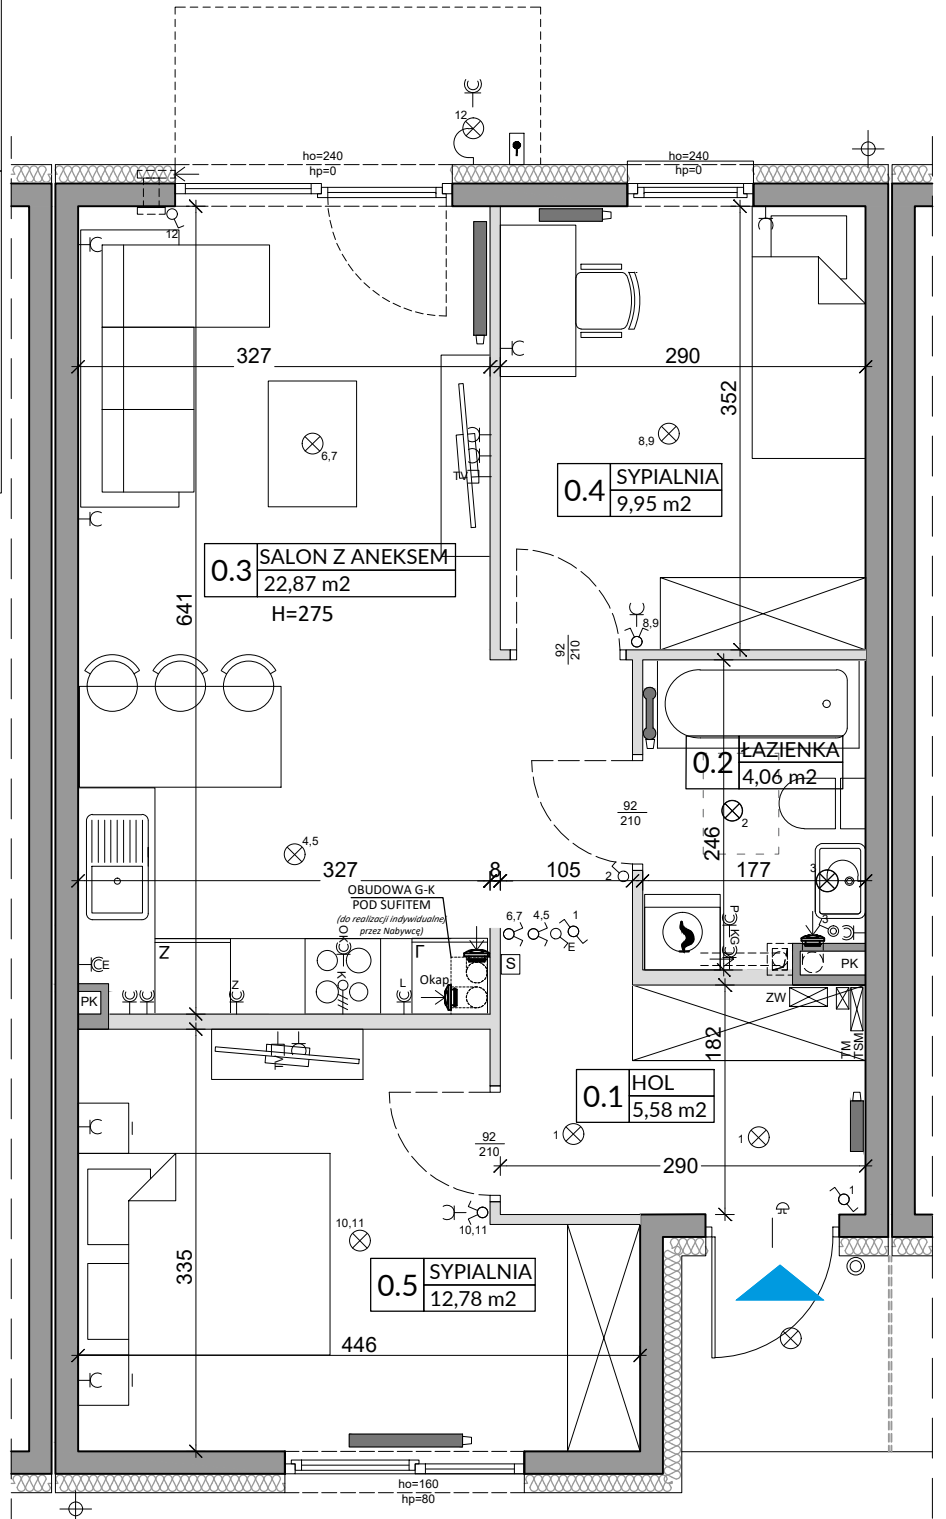 ho=240
hp=0
12
ho=240
hp=0
12
327
290
352
6,7
8,9
TV
0.4 SYPIALNIA
9,95 m2
0.3 SALON Z ANEKSEM
22,87 m2
H=275
641
8,9
92
210
0.2 ŁAZIENKA
4,06 m2
92
210
2
246
4,5
327
8
105
177
3
2
OBUDOWA G-K
POD SUFITEM
(do realizacji indywidualnej
przez Nabywcę)
6,7
4,5
1
E
P
KG
3
Z
OK
K
L
Okap
S
E
Z
PK
PK
ZW
TM
TSM
182
TV
0.1 HOL
5,58 m2
1
1
92
210
290
1
10,11
10,11
335
0.5 SYPIALNIA
12,78 m2
446
ho=160
hp=80